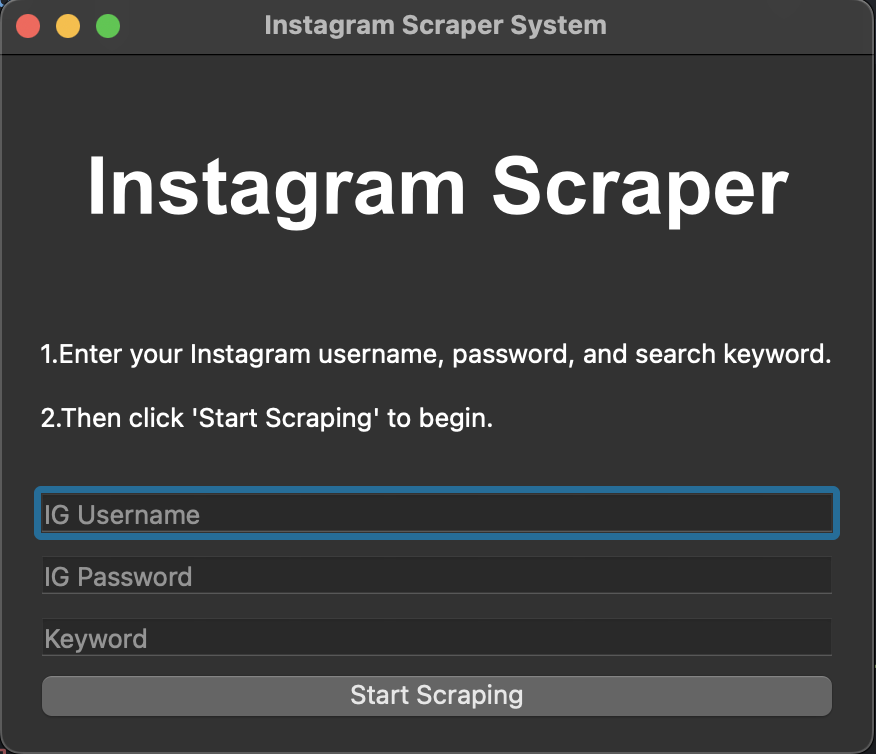 Instagram Scraper System
Instagram Scraper
1.Enter your Instagram username, password, and search keyword.
2.Then click 'Start Scraping' to begin.
IG Username
IG Password
Keyword
Start Scraping